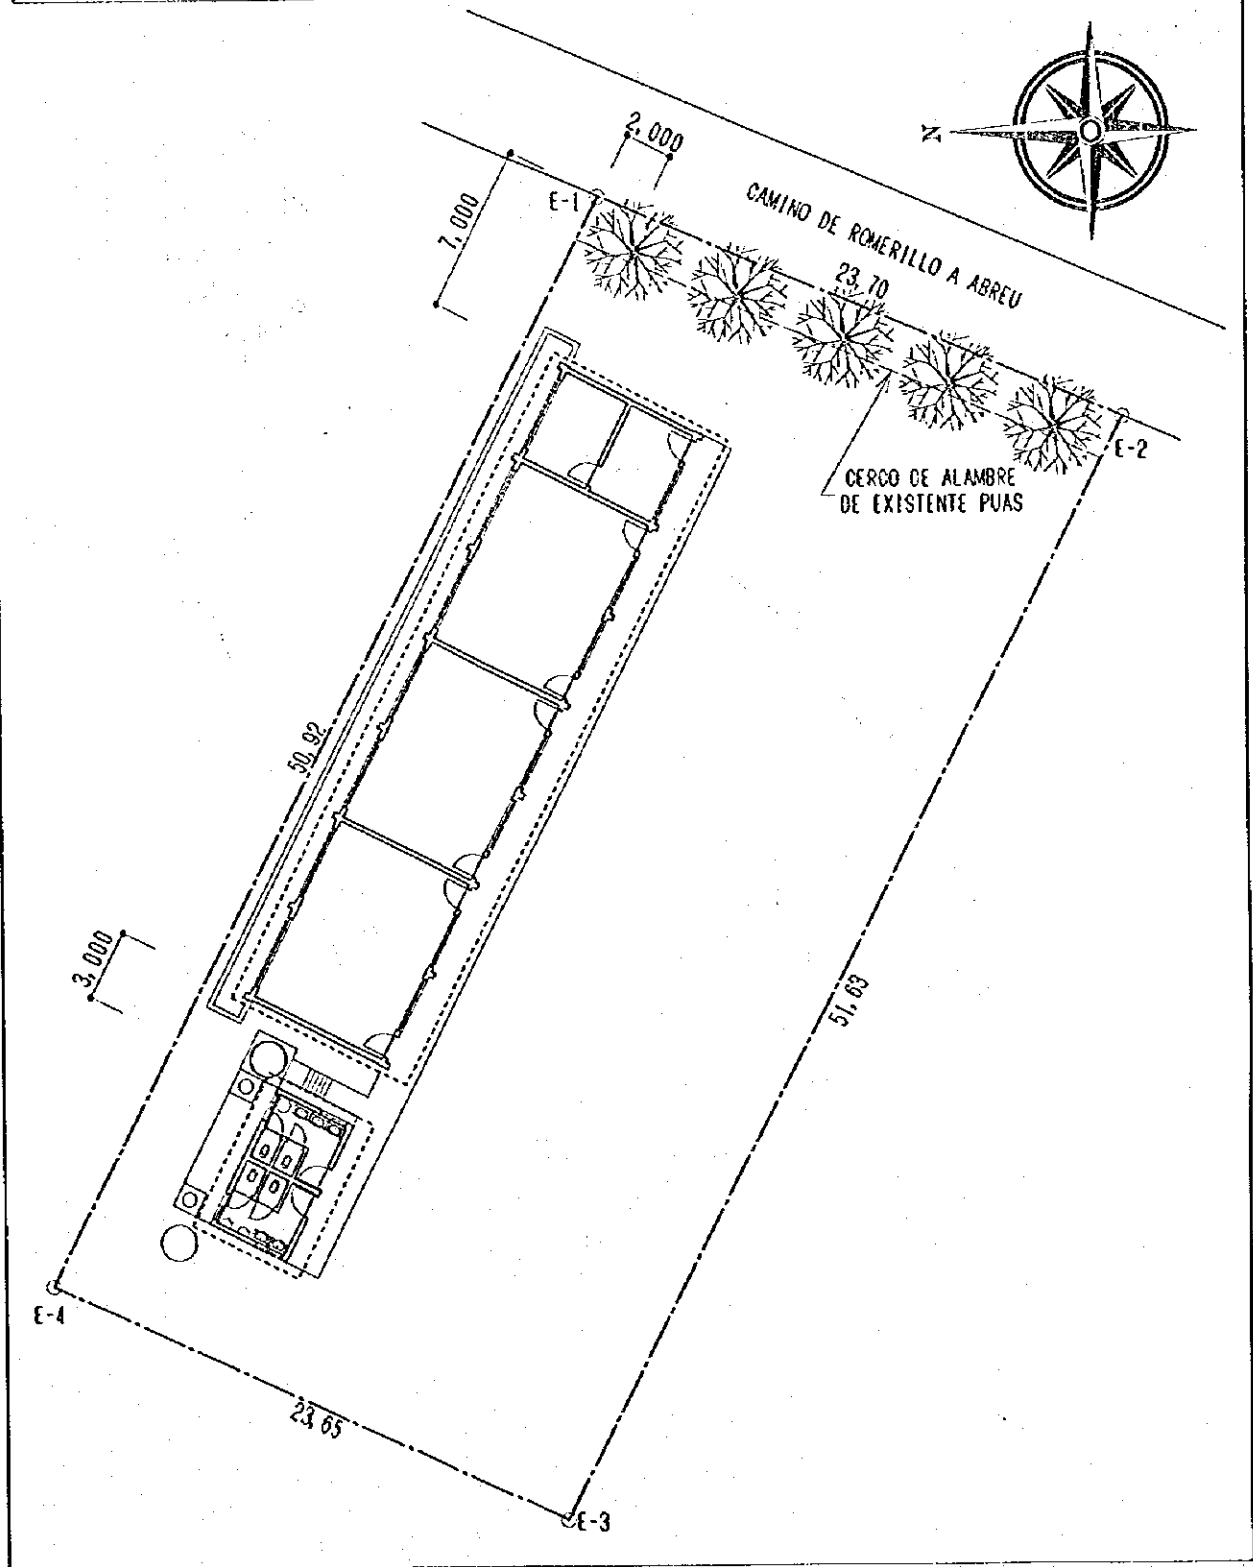 2,000
N
E-1
7,000
CAMINO DE ROMERILLO A ABREU
23,70
E-2
CERCO DE ALAMBRE
DE EXISTENTE PUAS
50,92
3,000
51,63
E-4
23,65
E-3